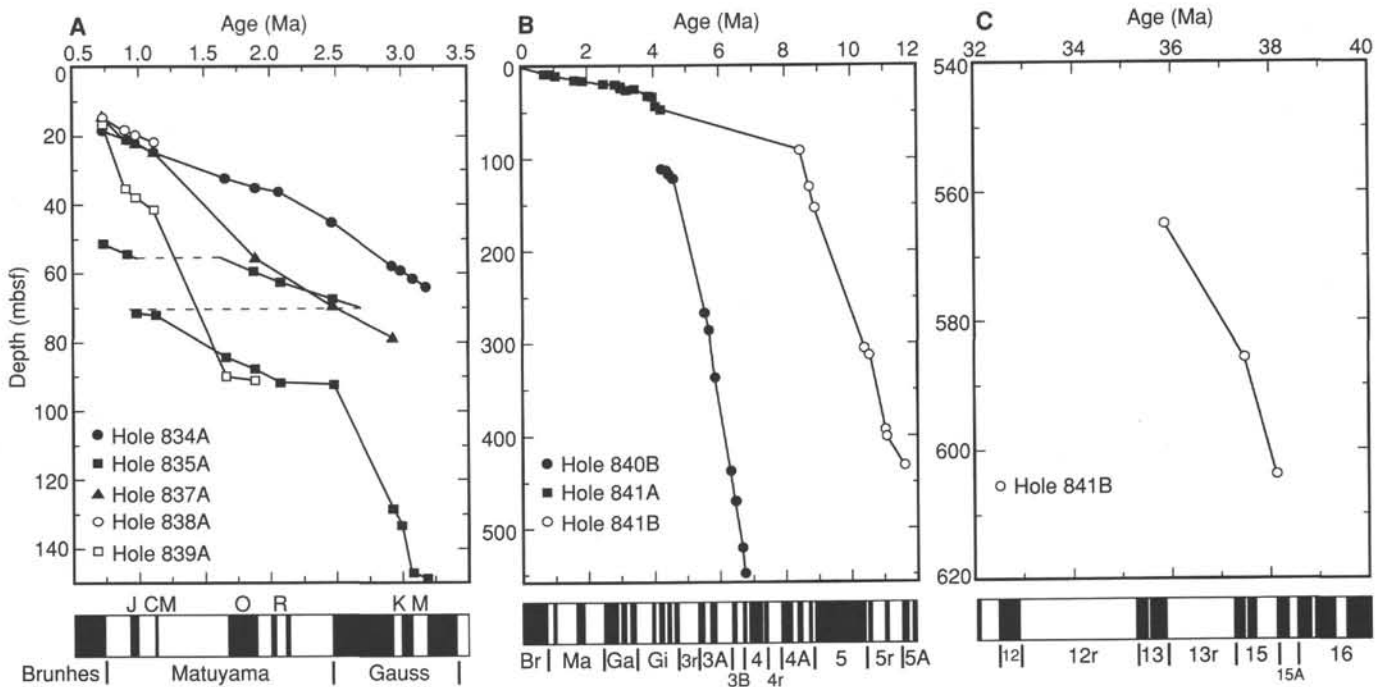 A
Age (Ma)
0.5 1.0 1.5 2.0 2.5 3.0 3.5
0
20
40
60
80
100
120
140
Depth (mbsf)
Hole 834A
Hole 835A
Hole 837A
Hole 838A
Hole 839A
J CM O R K M
Brunhes Matuyama Gauss
B
Age (Ma)
0 2 4 6 8 10 12
0
100
200
300
400
500
Hole 840B
Hole 841A
Hole 841B
Br Ma Ga Gi 3r 3A 4 4A 5 5r 5A
3B 4r
C
Age (Ma)
32 34 36 38 40
540
560
580
600
620
Hole 841B
12 12r 13 13r 15 16
15A